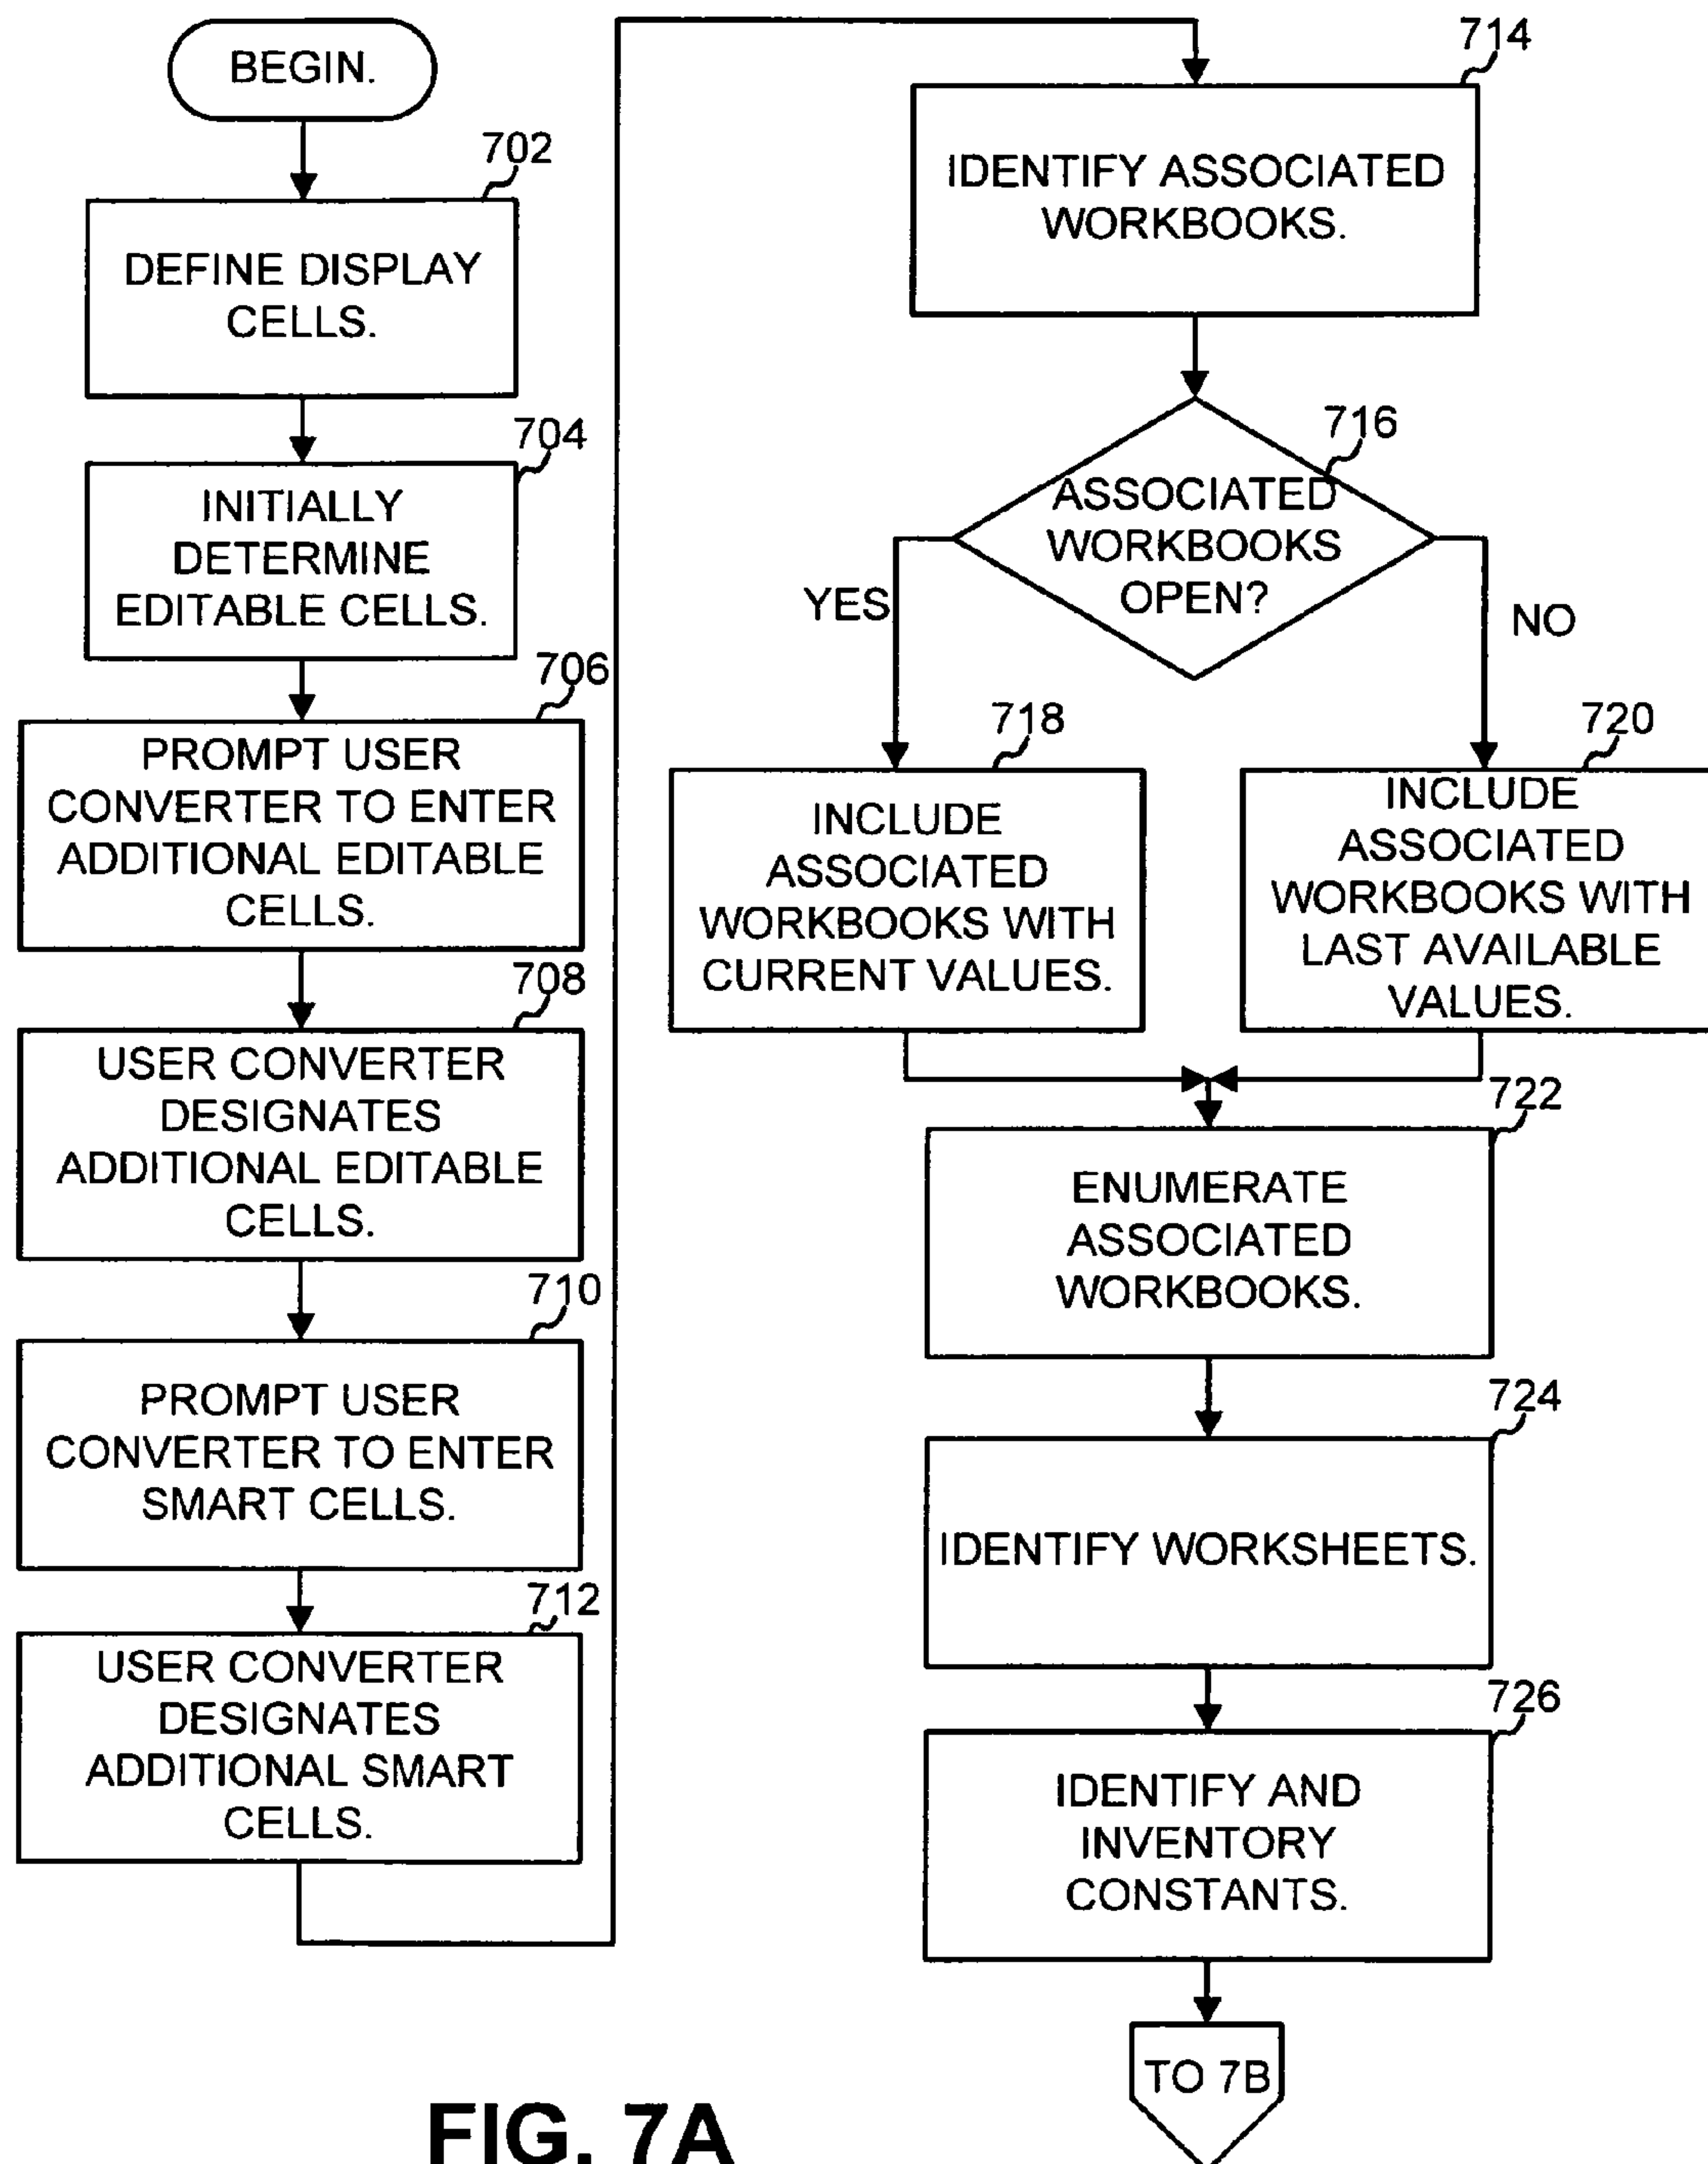 BEGIN.
702
DEFINE DISPLAY
CELLS.
704
INITIALLY
DETERMINE
EDITABLE CELLS.
706
PROMPT USER
CONVERTER TO ENTER
ADDITIONAL EDITABLE
CELLS.
708
USER CONVERTER
DESIGNATES
ADDITIONAL EDITABLE
CELLS.
710
PROMPT USER
CONVERTER TO ENTER
SMART CELLS.
712
USER CONVERTER
DESIGNATES
ADDITIONAL SMART
CELLS.
714
IDENTIFY ASSOCIATED
WORKBOOKS.
716
ASSOCIATED
WORKBOOKS
OPEN?
YES
NO
718
INCLUDE
ASSOCIATED
WORKBOOKS WITH
CURRENT VALUES.
720
INCLUDE
ASSOCIATED
WORKBOOKS WITH
LAST AVAILABLE
VALUES.
722
ENUMERATE
ASSOCIATED
WORKBOOKS.
724
IDENTIFY WORKSHEETS.
726
IDENTIFY AND
INVENTORY
CONSTANTS.
TO 7B
FIG. 7A